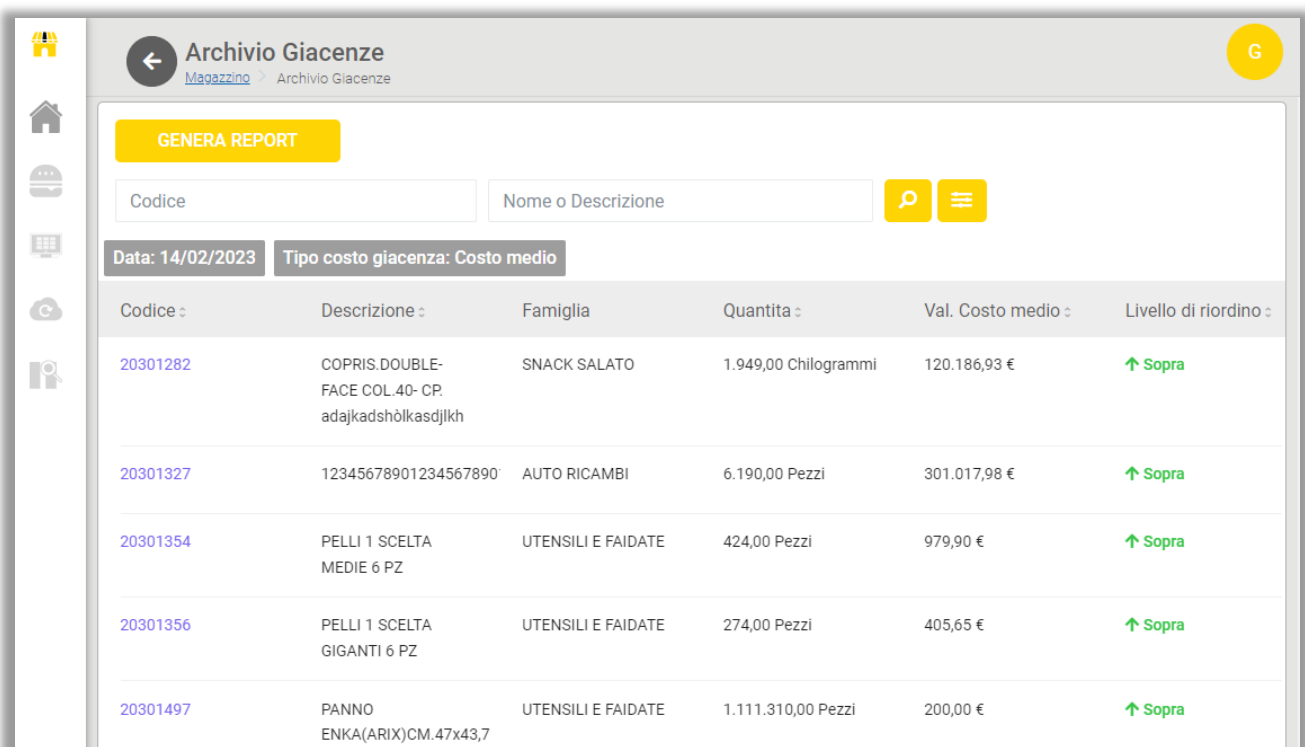 Archivio Giacenze
Magazzino > Archivio Giacenze
G
GENERA REPORT
Codice Nome o Descrizione
Data: 14/02/2023 Tipo costo giacenza: Costo medio
Codice Descrizione Famiglia Quantita Val. Costo medio Livello di riordino
20301282 COPRIS.DOUBLE- SNACK SALATO 1.949,00 Chilogrammi 120.186,93 € Sopra
FACE COL.40- CP.
adajkadshòlkasdjlkh
20301327 12345678901234567890 AUTO RICAMBI 6.190,00 Pezzi 301.017,98 € Sopra
20301354 PELLI 1 SCELTA UTENSILI E FAIDATE 424,00 Pezzi 979,90 € Sopra
MEDIE 6 PZ
20301356 PELLI 1 SCELTA UTENSILI E FAIDATE 274,00 Pezzi 405,65 € Sopra
GIGANTI 6 PZ
20301497 PANNO UTENSILI E FAIDATE 1.111.310,00 Pezzi 200,00 € Sopra
ENKA(ARIX)CM.47x43,7